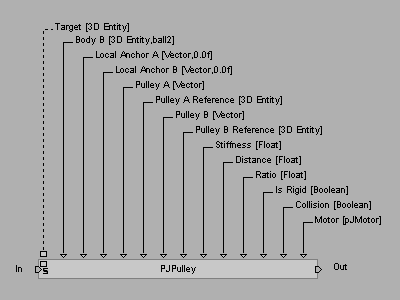 Target [3D Entity]
Body B [3D Entity,ball2]
Local Anchor A [Vector,0.0f]
Local Anchor B [Vector,0.0f]
Pulley A [Vector]
Pulley A Reference [3D Entity]
Pulley B [Vector]
Pulley B Reference [3D Entity]
Stiffness [Float]
Distance [Float]
Ratio [Float]
Is Rigid [Boolean]
Collision [Boolean]
Motor [pJMotor]
In
S
PJPulley
Out